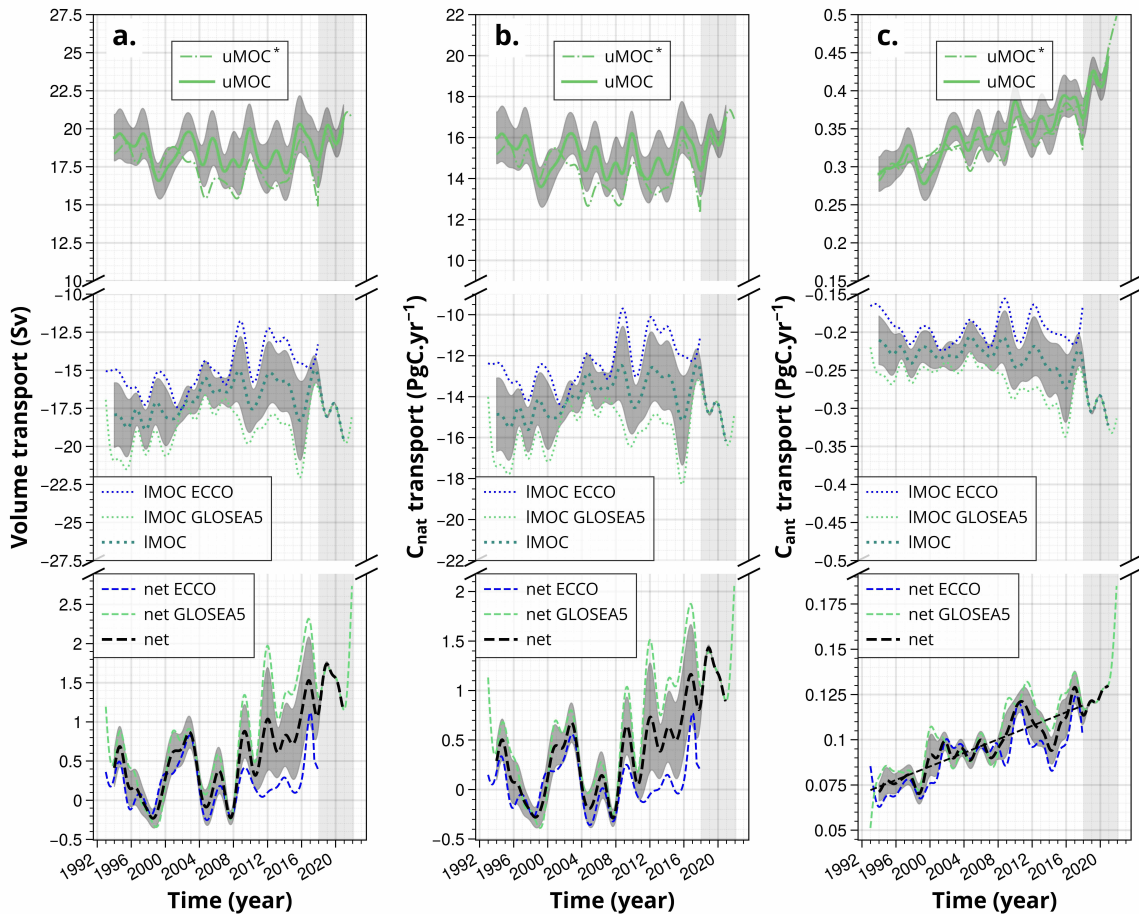 a.
uMOC*
uMOC
27.5
25
22.5
20
17.5
15
12.5
10
−10
−12.5
−15
−17.5
−20
−22.5
−25
−27.5
lMOC ECCO
lMOC GLOSEA5
lMOC
net ECCO
net GLOSEA5
net
2.5
2
1.5
1
0.5
0
−0.5
Volume transport (Sv)
1992 1996 2000 2004 2008 2012 2016 2020
Time (year)
b.
uMOC*
uMOC
22
20
18
16
14
12
10
−10
−12
−14
−16
−18
−20
−22
lMOC ECCO
lMOC GLOSEA5
lMOC
net ECCO
net GLOSEA5
net
2
1.5
1
0.5
0
−0.5
Cnat transport (PgC.yr−1)
1992 1996 2000 2004 2008 2012 2016 2020
Time (year)
c.
uMOC*
uMOC
0.5
0.45
0.4
0.35
0.3
0.25
0.2
0.15
−0.15
−0.2
−0.25
−0.3
−0.35
−0.4
−0.45
−0.5
lMOC ECCO
lMOC GLOSEA5
lMOC
net ECCO
net GLOSEA5
net
0.175
0.15
0.125
0.1
0.075
0.05
Cant transport (PgC.yr−1)
1992 1996 2000 2004 2008 2012 2016 2020
Time (year)